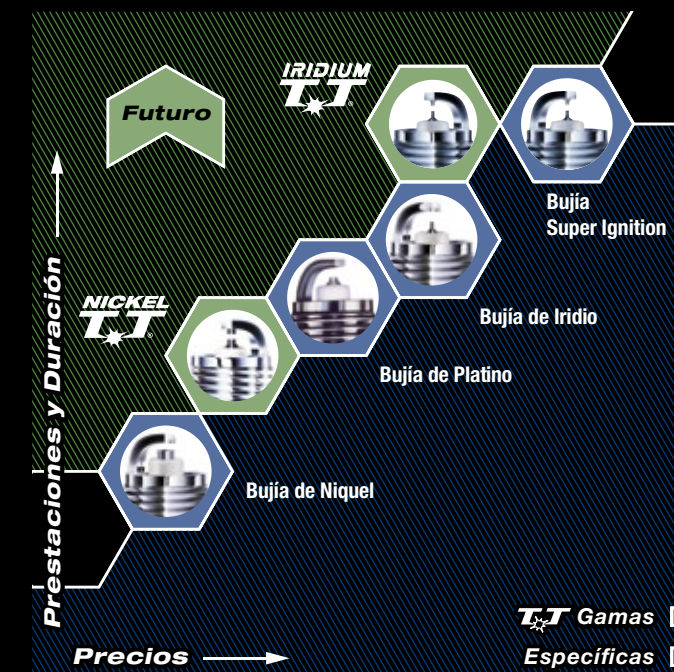 IRIDIUM
TT
Futuro
Bujía
Super Ignition
Prestaciones y Duración
NICKEL
TT
Bujía de Iridio
Bujía de Platino
Bujía de Niquel
TT Gamas
Precios
Específicas